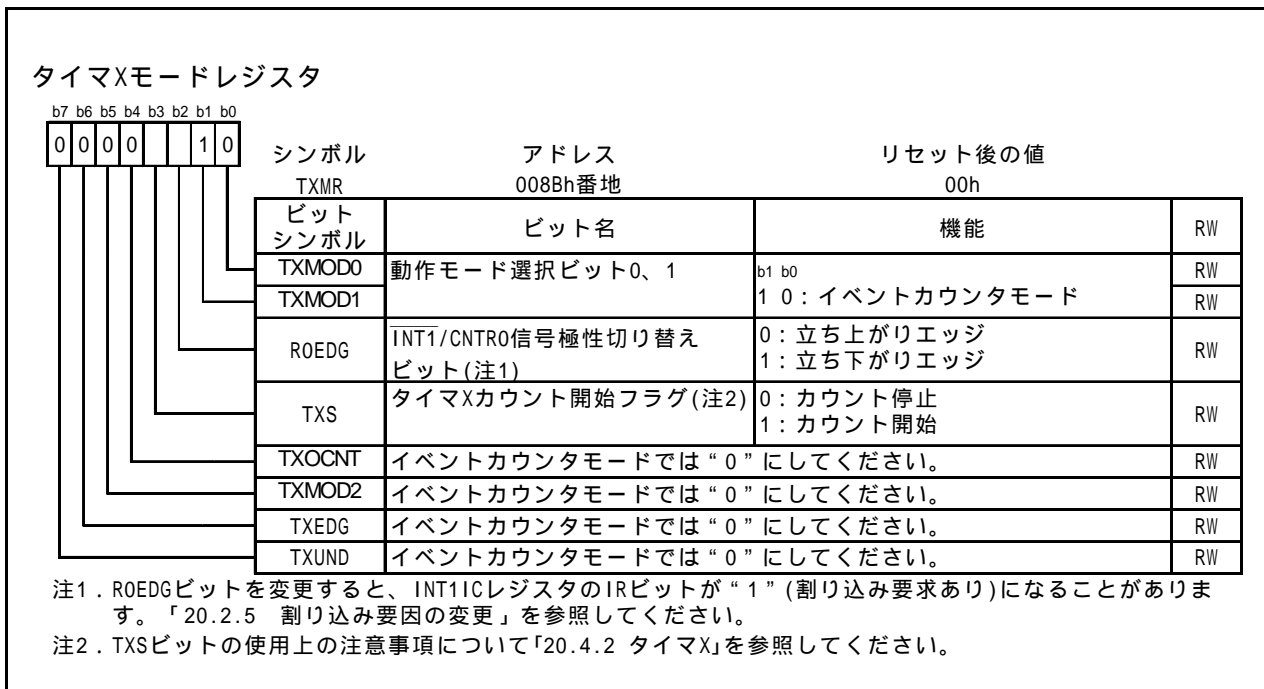 タイマXモードレジスタ
b7 b6 b5 b4 b3 b2 b1 b0
0 0 0 0 1 0
シンボル アドレス リセット後の値
TXMR 008Bh番地 00h
ビット
シンボル ビット名 機能 RW
TXMOD0 動作モード選択ビット0、1 b1 b0 RW
TXMOD1 1 0：イベントカウンタモード RW
R0EDG INT1/CNTR0信号極性切り替え
ビット(注1) 0：立ち上がりエッジ
1：立ち下がりエッジ RW
TXS タイマXカウント開始フラグ(注2) 0：カウント停止
1：カウント開始 RW
TXOCNT イベントカウンタモードでは“0”にしてください。 RW
TXMOD2 イベントカウンタモードでは“0”にしてください。 RW
TXEDG イベントカウンタモードでは“0”にしてください。 RW
TXUND イベントカウンタモードでは“0”にしてください。 RW
注1．R0EDGビットを変更すると、INT1ICレジスタのIRビットが“1”(割り込み要求あり)になることがありま
す。「20.2.5 割り込み要因の変更」を参照してください。
注2．TXSビットの使用上の注意事項について「20.4.2 タイマX」を参照してください。